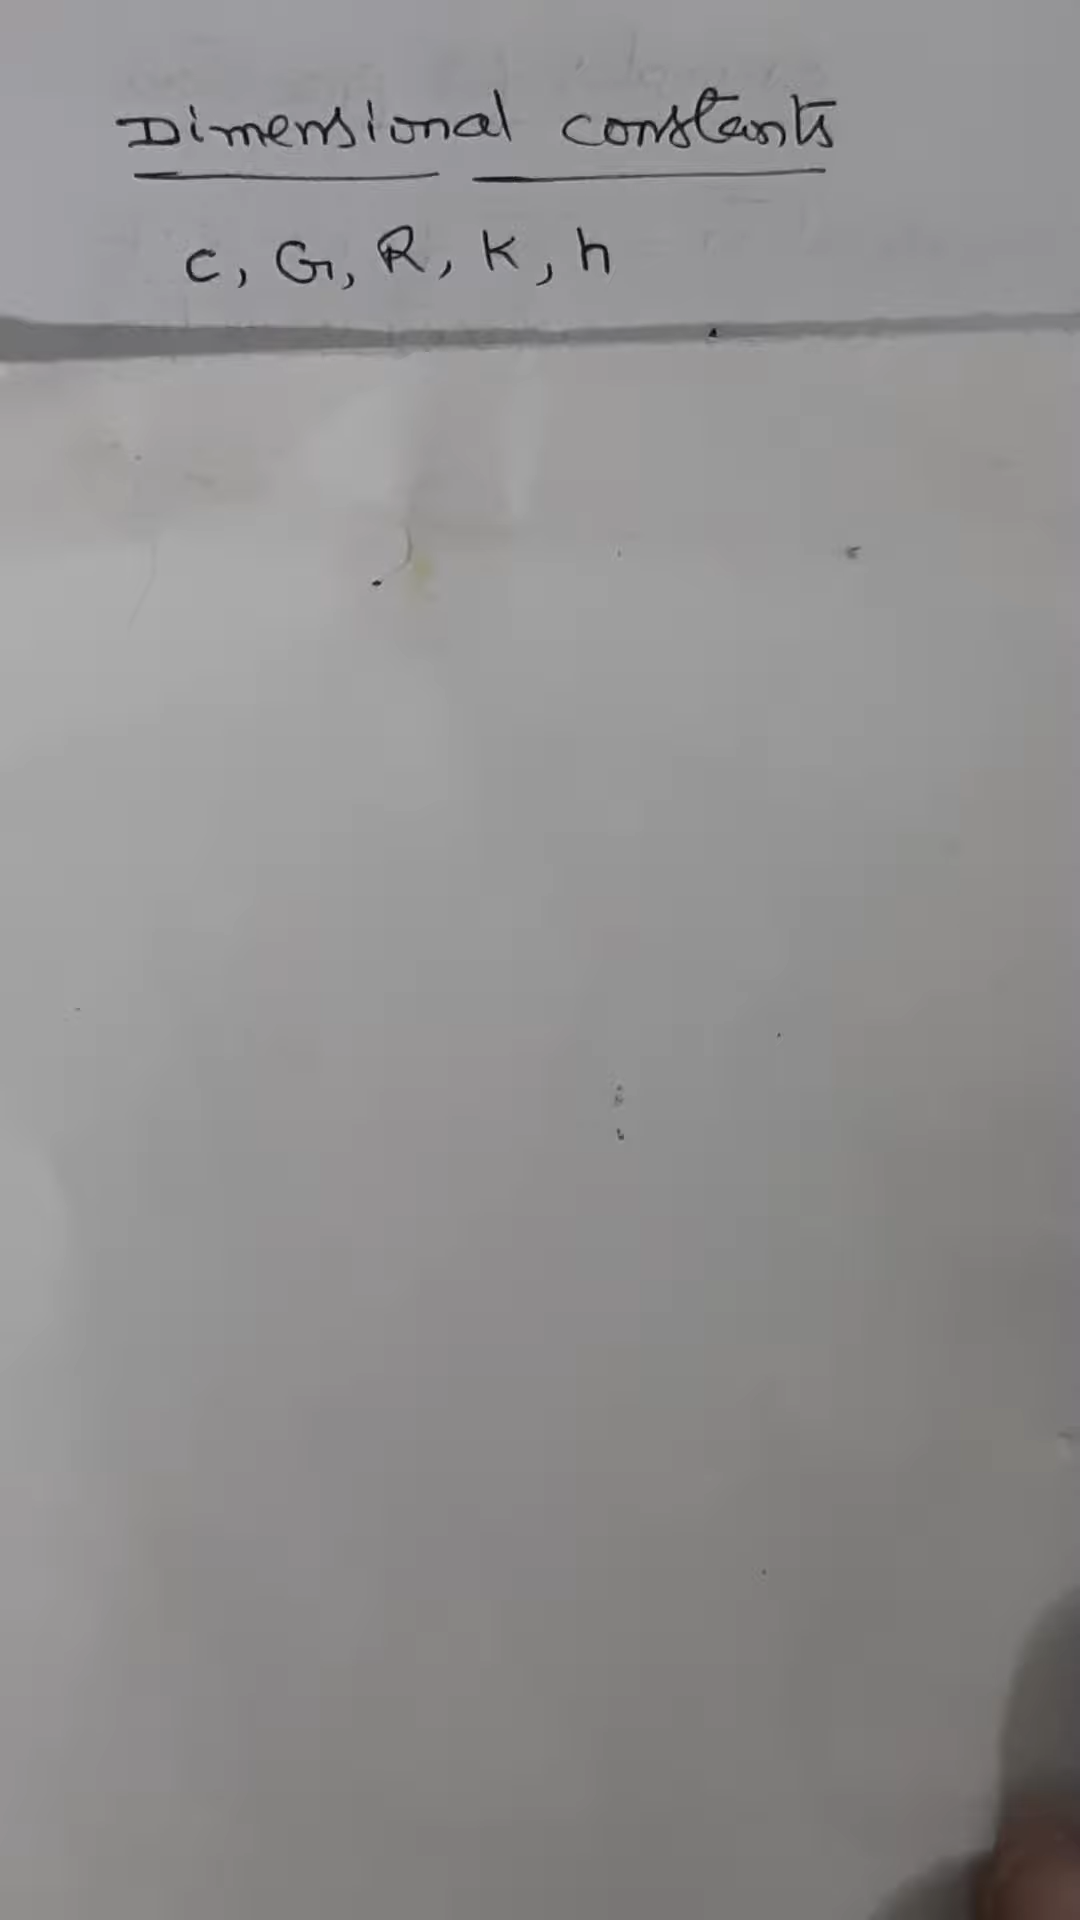 Dimensional constants
c, G, R, K, h